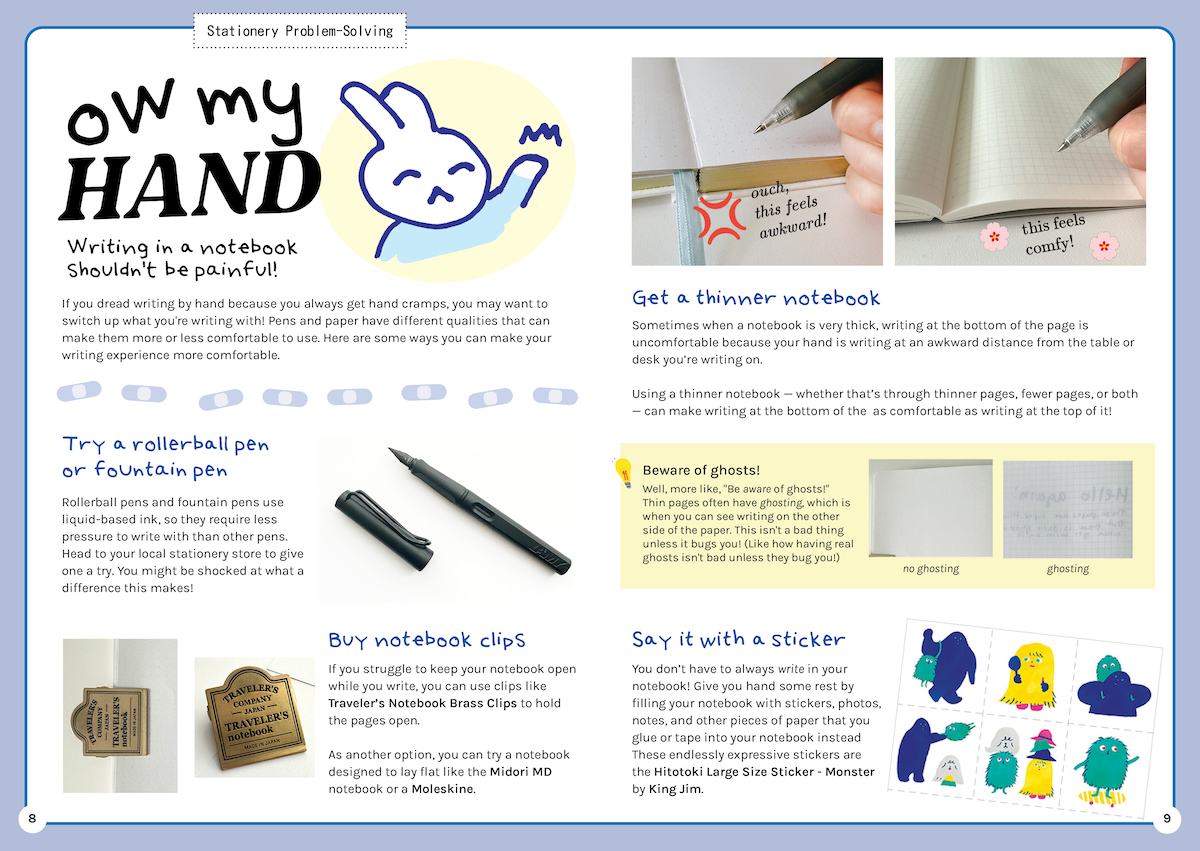 Stationery Problem-Solving
ow my
HAND
Writing in a notebook
Shouldn't be painful!
If you dread writing by hand because you always get hand cramps, you may want to
switch up what you're writing with! Pens and paper have different qualities that can
make them more or less comfortable to use. Here are some ways you can make your
writing experience more comfortable.
Try a rollerball pen
or fountain pen
Rollerball pens and fountain pens use
liquid-based ink, so they require less
pressure to write with than other pens.
Head to your local stationery store to give
one a try. You might be shocked at what a
difference this makes!
LAMY
TRAVELER'S
COMPANY
JAPAN
TRAVELER'S
notebook
MADE IN JAPAN
TRAVELER'S
COMPANY
JAPAN
TRAVELER'S
notebook
MADE IN JAPAN
Buy notebook clips
If you struggle to keep your notebook open
while you write, you can use clips like
Traveler's Notebook Brass Clips to hold
the pages open.
As another option, you can try a notebook
designed to lay flat like the Midori MD
notebook or a Moleskine.
8
ouch,
this feels
awkward!
this feels
comfy!
Get a thinner notebook
Sometimes when a notebook is very thick, writing at the bottom of the page is
uncomfortable because your hand is writing at an awkward distance from the table or
desk you're writing on.
Using a thinner notebook — whether that's through thinner pages, fewer pages, or both
— can make writing at the bottom of the as comfortable as writing at the top of it!
Beware of ghosts!
Well, more like, "Be aware of ghosts!"
Thin pages often have ghosting, which is
when you can see writing on the other
side of the paper. This isn't a bad thing
unless it bugs you! (Like how having real
ghosts isn't bad unless they bug you!)
no ghosting
Hello again!
ghosting
Say it with a sticker
You don't have to always write in your
notebook! Give you hand some rest by
filling your notebook with stickers, photos,
notes, and other pieces of paper that you
glue or tape into your notebook instead
These endlessly expressive stickers are
the Hitotoki Large Size Sticker - Monster
by King Jim.
9